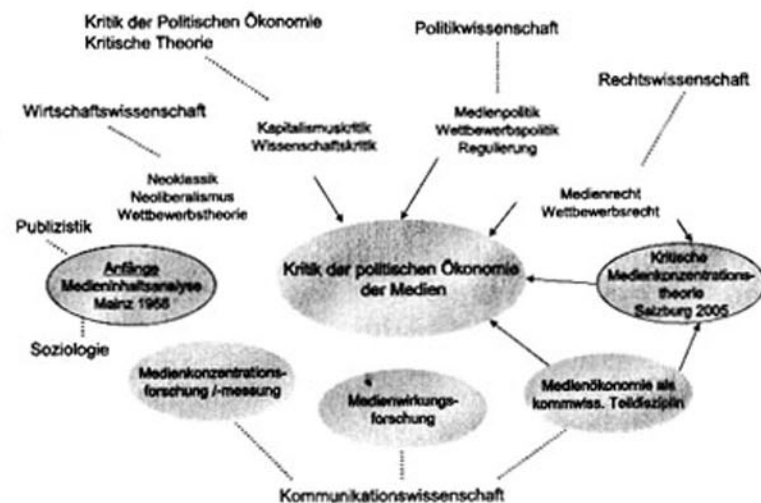 Kritik der Politischen Ökonomie
Kritische Theorie
Politikwissenschaft
Rechtswissenschaft
Wirtschaftswissenschaft
Kapitalismuskritik
Wissenschaftskritik
Medienpolitik
Wettbewerbspolitik
Regulierung
Neoklassik
Neoliberalismus
Wettbewerbstheorie
Medienrecht
Wettbewerbsrecht
Publizistik
Anfänge
Medieninhaltsanalyse
Mainz 1968
Kritik der politischen Ökonomie
der Medien
Kritische
Medienkonzentrations-
theorie
Salzburg 2005
Soziologie
Medienkonzentrations-
forschung /-messung
Medienwirkungs-
forschung
Medienökonomie als
kommwiss. Teildisziplin
Kommunikationswissenschaft